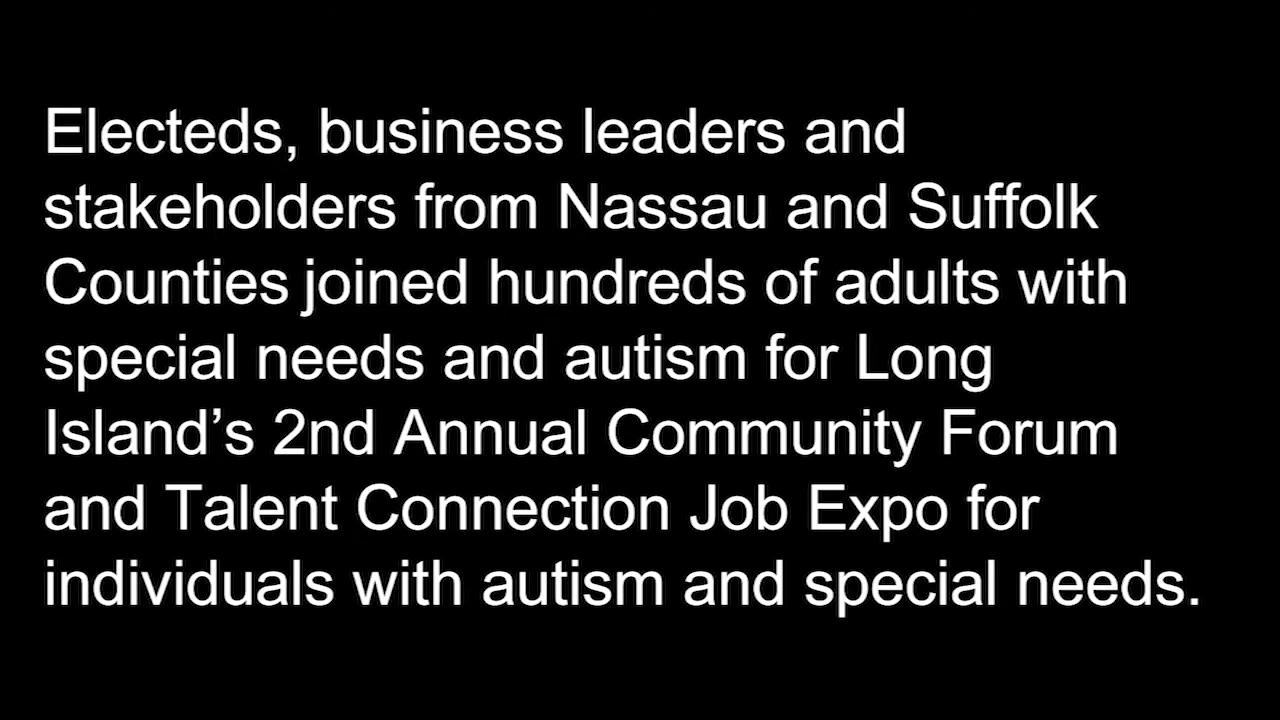 Electeds, business leaders and
stakeholders from Nassau and Suffolk
Counties joined hundreds of adults with
special needs and autism for Long
Island’s 2nd Annual Community Forum
and Talent Connection Job Expo for
individuals with autism and special needs.